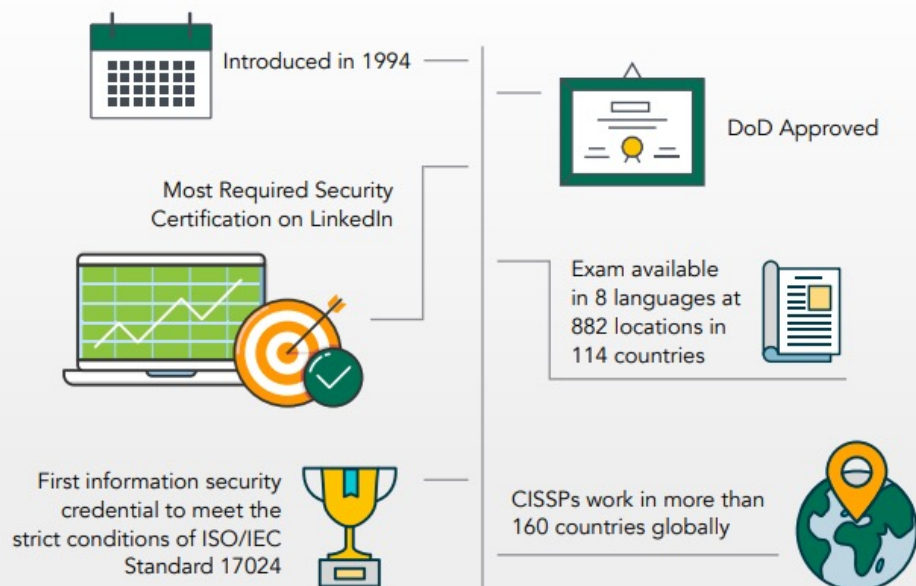 Introduced in 1994
DoD Approved
Most Required Security
Certification on LinkedIn
Exam available
in 8 languages at
882 locations in
114 countries
First information security
credential to meet the
strict conditions of ISO/IEC
Standard 17024
CISSPs work in more than
160 countries globally